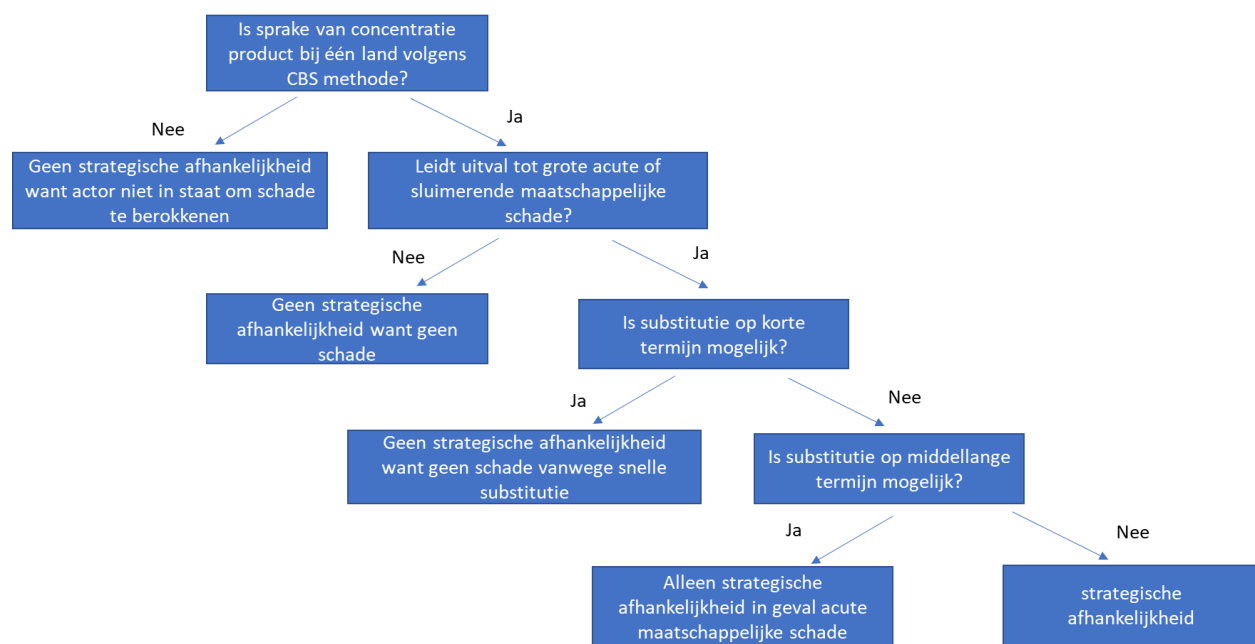 Is sprake van concentratie
product bij één land volgens
CBS methode?
Nee
Ja
Geen strategische afhankelijkheid
want actor niet in staat om schade
te berokkenen
Leidt uitval tot grote acute of
sluimerende maatschappelijke
schade?
Nee
Ja
Geen strategische
afhankelijkheid want geen
schade
Is substitutie op korte
termijn mogelijk?
Ja
Nee
Geen strategische afhankelijkheid
want geen schade vanwege snelle
substitutie
Is substitutie op middellange
termijn mogelijk?
Ja
Nee
Alleen strategische
afhankelijkheid in geval acute
maatschappelijke schade
strategische
afhankelijkheid